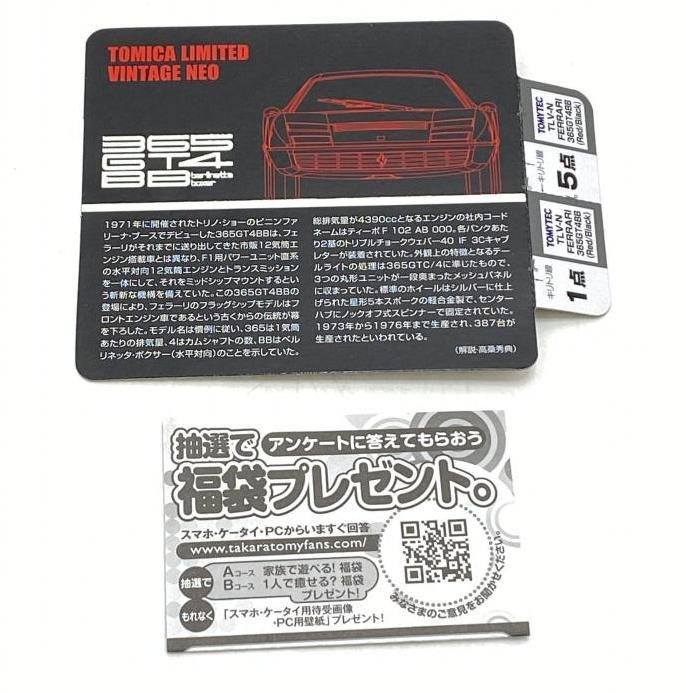 TOMICA LIMITED
VINTAGE NEO
365
GT4
BB berlinetta
boxer
1971年に開催されたトリノ・ショーのピニンファ
リーナ・ブースでデビューした365GT4BBは、フェ
ラーリがそれまでに送り出してきた市販12気筒エ
ンジン搭載車とは異なり、F1用パワーユニット直系
の水平対向12気筒エンジンとトランスミッション
を一体にして、それをミッドシップマウントするとい
う斬新な機構を備えていた。この365GT4BBの
登場により、フェラーリのフラッグシップモデルはフ
ロントエンジン車であるという古くからの伝統が幕
を下ろした。モデル名は慣例に従い、365は1気筒
あたりの排気量、4はカムシャフトの数、BBはベル
リネッタ・ボクサー(水平対向)のことを示していた。
総排気量が4390ccとなるエンジンの社内コード
ネームはティーポ F 102 AB 000。各バンクあた
り2基のトリプルチョークウェバー40 IF 3Cキャブ
レターが装着されていた。外観上の特徴となるテー
ルライトの処理は365GTC/4に準じたもので、
3つの丸形ユニットが一段奥まったメッシュパネル
に収まっていた。標準のホイールはシルバーに仕上
げられた星形5本スポークの軽合金製で、センター
ハブにノックオフ式スピンナーで固定されていた。
1973年から1976年まで生産され、387台が
生産されたといわれている。
(解説・高桑秀典)
TOMYTEC
TLV-N
FERRARI
365GT4BB
(Red/Black)
キリトリ線
5点
TOMYTEC
TLV-N
FERRARI
365GT4BB
(Red/Black)
キリトリ線
1点
抽選で アンケートに答えてもらおう
福袋プレゼント。
スマホ・ケータイ・PCからいますぐ回答
www.takaratomyfans.com/
抽選で
Aコース 家族で遊べる! 福袋
Bコース 1人で癒せる? 福袋
プレゼント!
もれなく
「スマホ・ケータイ用待受画像
・PC用壁紙」プレゼント!
みなさまのご意見をお聞かせください。